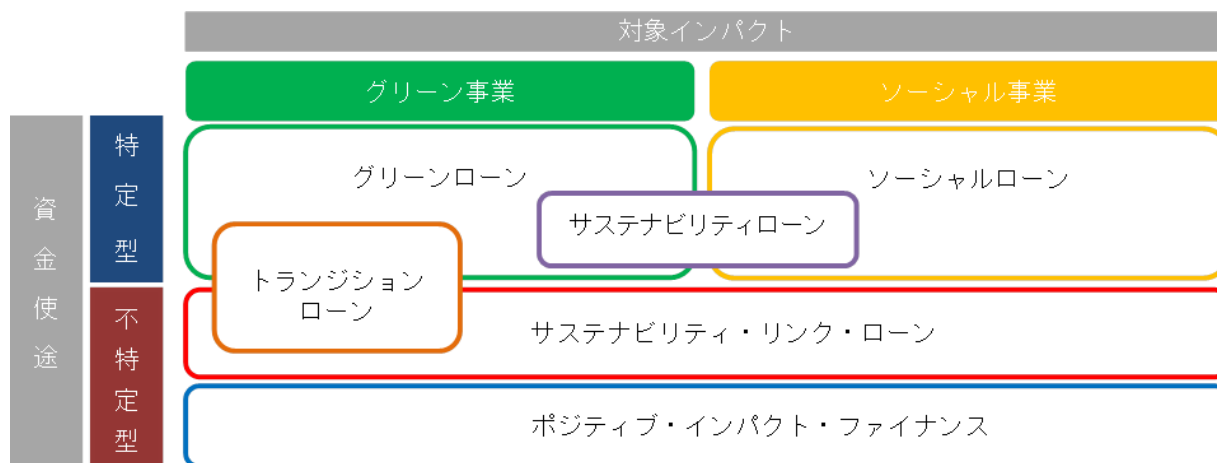 対象インパクト
グリーン事業
ソーシャル事業
資金使途
特定型
グリーンローン
ソーシャルローン
サステナビリティローン
トランジション
ローン
不特定型
サステナビリティ・リンク・ローン
ポジティブ・インパクト・ファイナンス